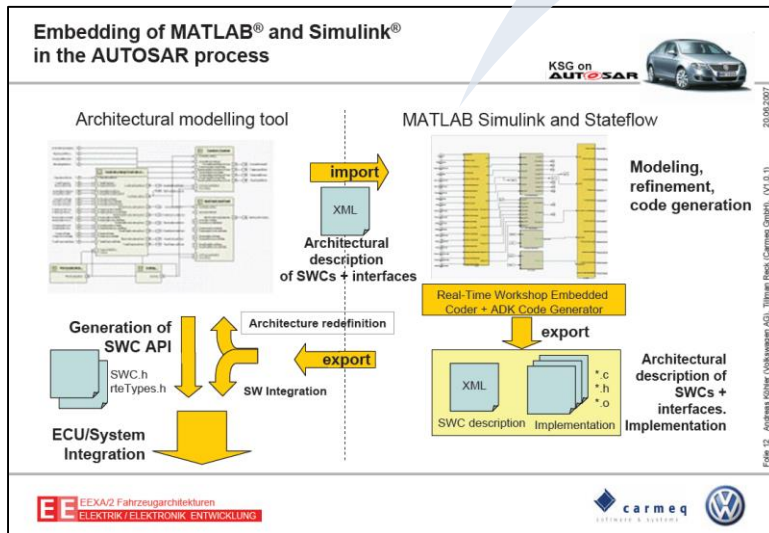 Embedding of MATLAB® and Simulink®
in the AUTOSAR process
KSG on
AUTOSAR
Architectural modelling tool
MATLAB Simulink and Stateflow
import
XML
Architectural
description
of SWCs + interfaces
Modeling,
refinement,
code generation
Real-Time Workshop Embedded
Coder + ADK Code Generator
export
Generation of
SWC API
SWC.h
rteTypes.h
Architecture redefinition
export
SW Integration
ECU/System
Integration
XML
SWC description
*.c
*.h
*.o
Implementation
Architectural
description of
SWCs +
interfaces.
Implementation
EE
EEXA/2 Fahrzeugarchitekturen
ELEKTRIK / ELEKTRONIK ENTWICKLUNG
carmeq
software & systems
Folie 12 Andreas Köhler (Volkswagen AG), Tillman Reck (Carmeq GmbH), (V1.0.1) 20.06.2007